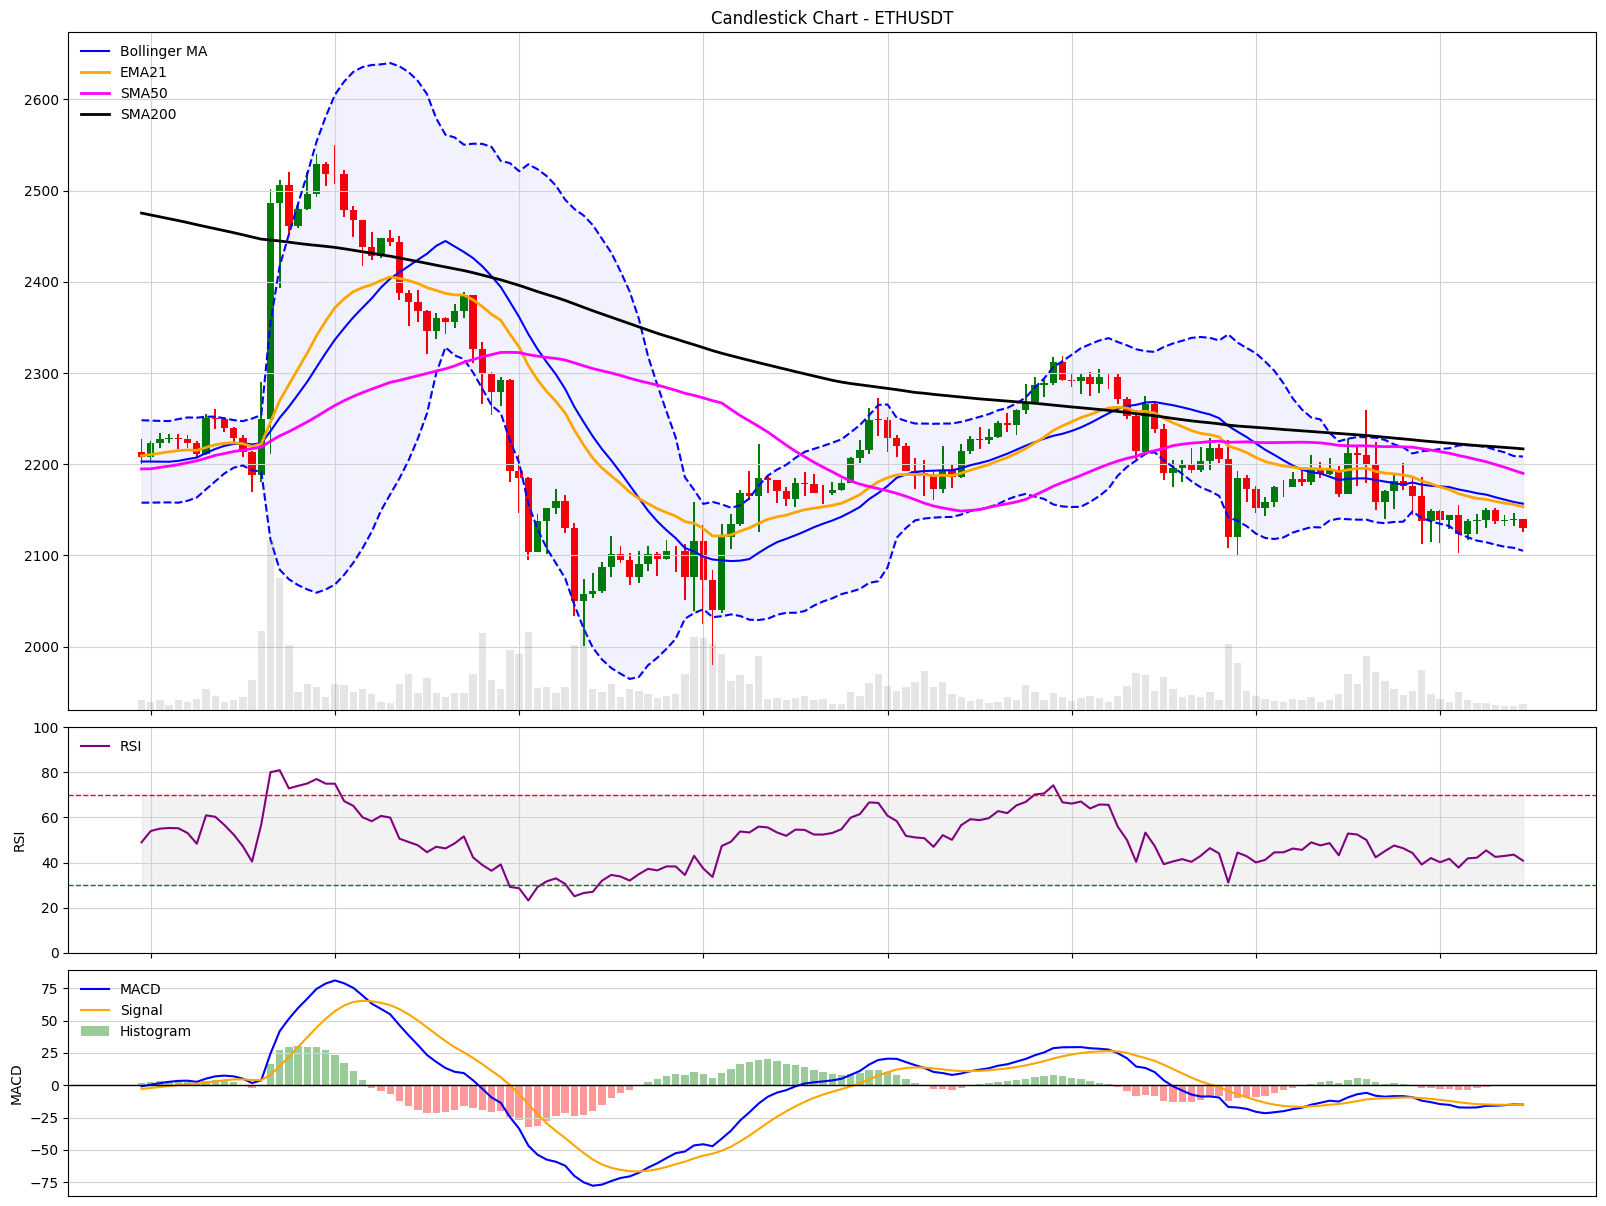 Candlestick Chart - ETHUSDT
Bollinger MA
EMA21
SMA50
SMA200
2600
2500
2400
2300
2200
2100
2000
100
80
60
40
20
0
RSI
RSI
75
50
25
0
−25
−50
−75
MACD
MACD
Signal
Histogram